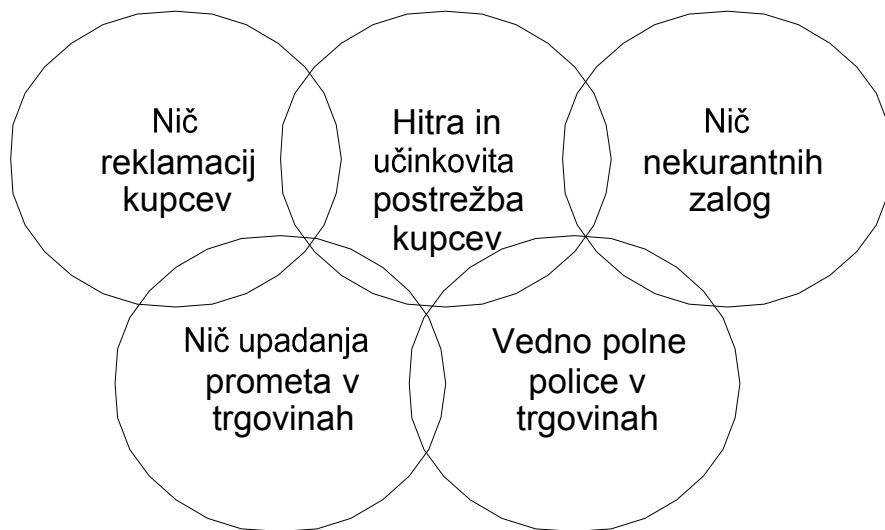 Nič
reklamacij
kupcev
Hitra in
učinkovita
postrežba
kupcev
Nič
nekurantnih
zalog
Nič upadanja
prometa v
trgovinah
Vedno polne
police v
trgovinah